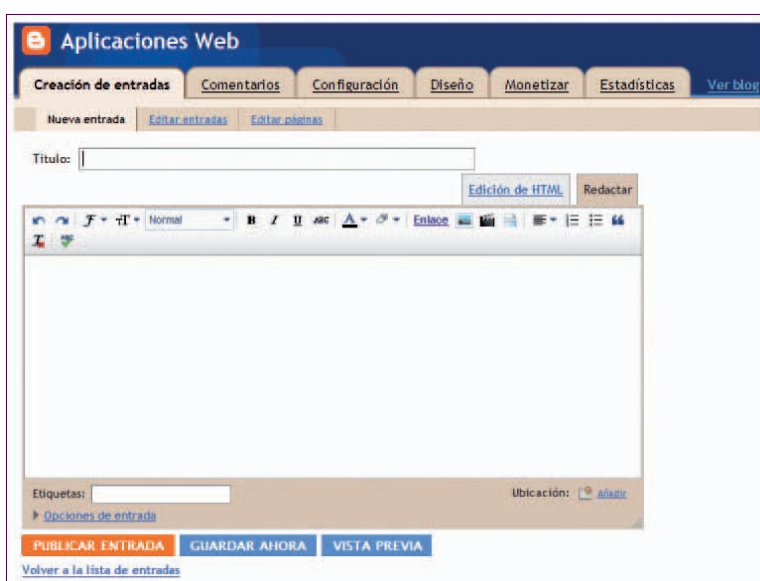 Aplicaciones Web
Creación de entradas Comentarios Configuración Diseño Monetizar Estadísticas Ver blog
Nueva entrada Editar entradas Editar páginas
Título:
Edición de HTML Redactar
Normal B I U ABC A Enlace
Etiquetas: Ubicación: Añadir
Opciones de entrada
PUBLICAR ENTRADA GUARDAR AHORA VISTA PREVIA
Volver a la lista de entradas